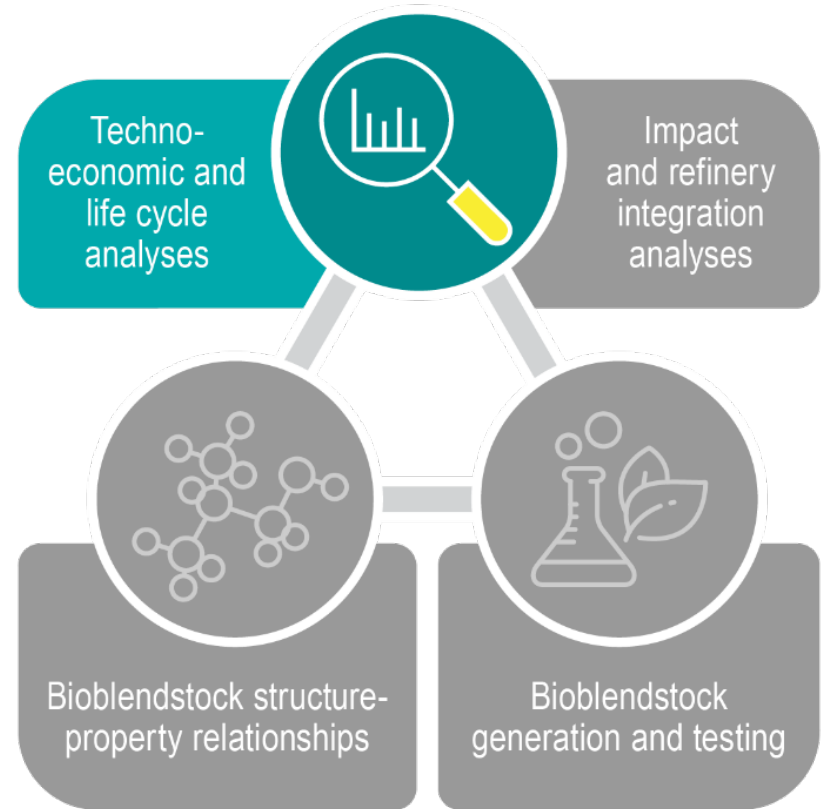 Techno-
economic and
life cycle
analyses
Impact
and refinery
integration
analyses
Bioblendstock structure-
property relationships
Bioblendstock
generation and testing